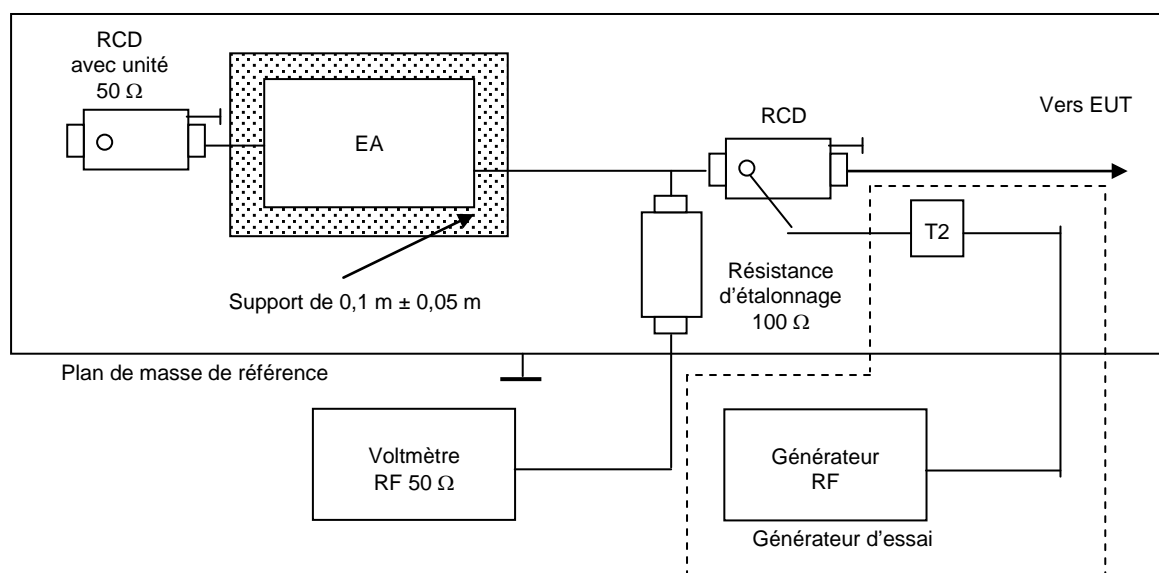 RCD
avec unité
50 Ω
EA
RCD
Vers EUT
T2
Support de 0,1 m ± 0,05 m
Résistance
d'étalonnage
100 Ω
Plan de masse de référence
Voltmètre
RF 50 Ω
Générateur
RF
Générateur d'essai